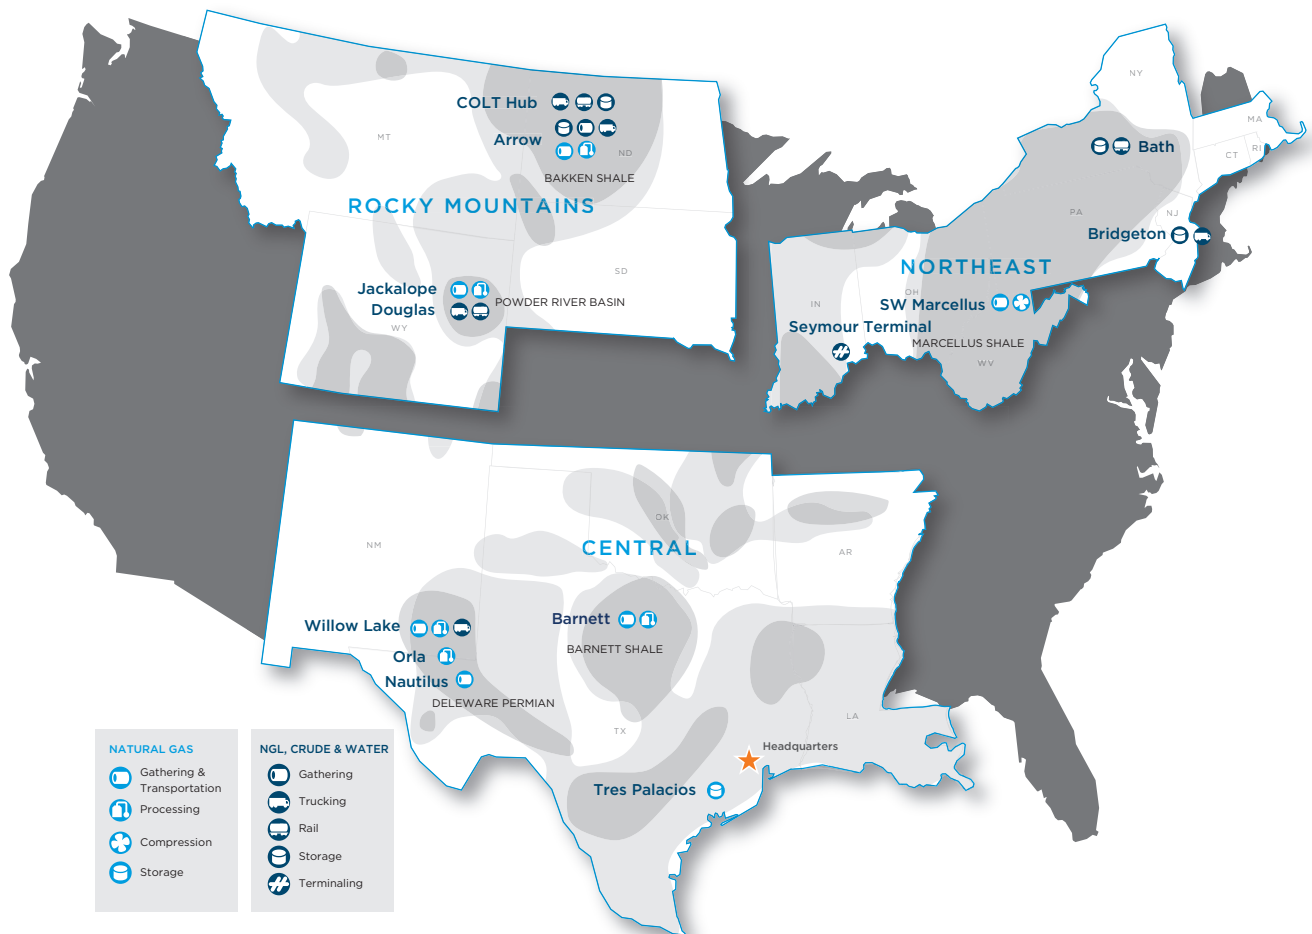 NY
COLT Hub
MT
Arrow
ND
BAKKEN SHALE
ROCKY MOUNTAINS
SD
Jackalope
POWDER RIVER BASIN
Douglas
WY
MA
Bath
CT
RI
PA
NJ
Bridgeton
NORTHEAST
OH
IN
SW Marcellus
Seymour Terminal
MARCELLUS SHALE
WV
OK
NM
CENTRAL
AR
Willow Lake
Barnett
BARNETT SHALE
Orla
Nautilus
DELEWARE PERMIAN
TX
LA
Headquarters
Tres Palacios
NATURAL GAS
Gathering &
Transportation
Processing
Compression
Storage
NGL, CRUDE & WATER
Gathering
Trucking
Rail
Storage
Terminaling